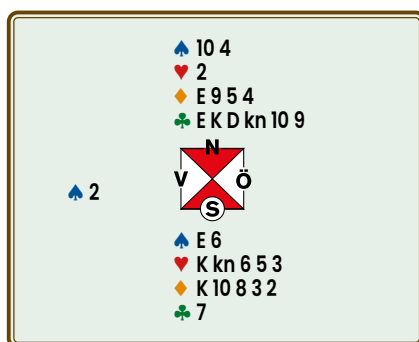 ♠ 10 4
♥ 2
♦ E 9 5 4
♣ E K D kn 10 9
N
V Ö
S
♠ 2
♠ E 6
♥ K kn 6 5 3
♦ K 10 8 3 2
♣ 7